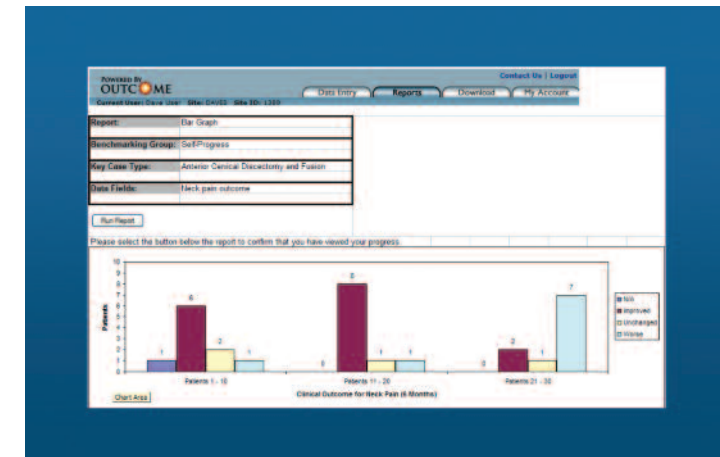 Contact Us | Logout
POWERED BY
OUTCOME
Data Entry Reports Download My Account
Current User: Dave User Site: Site ID:
Report: Bar Graph
Benchmarking Group: Self-Progress
Key Case Type: Anterior Cervical Discectomy and Fusion
Data Fields: Neck pain outcome
Run Report
Please select the button below the report to confirm that you have viewed your progress.
10
9
8
7
6
5
4
3
2
1
0
Patients
1 6 2 1
0 8 1 1
0 2 1 7
N/A
Improved
Unchanged
Worse
Patients 1 - 10 Patients 11 - 20 Patients 21 - 30
Chart Area
Clinical Outcome for Neck Pain (6 Months)